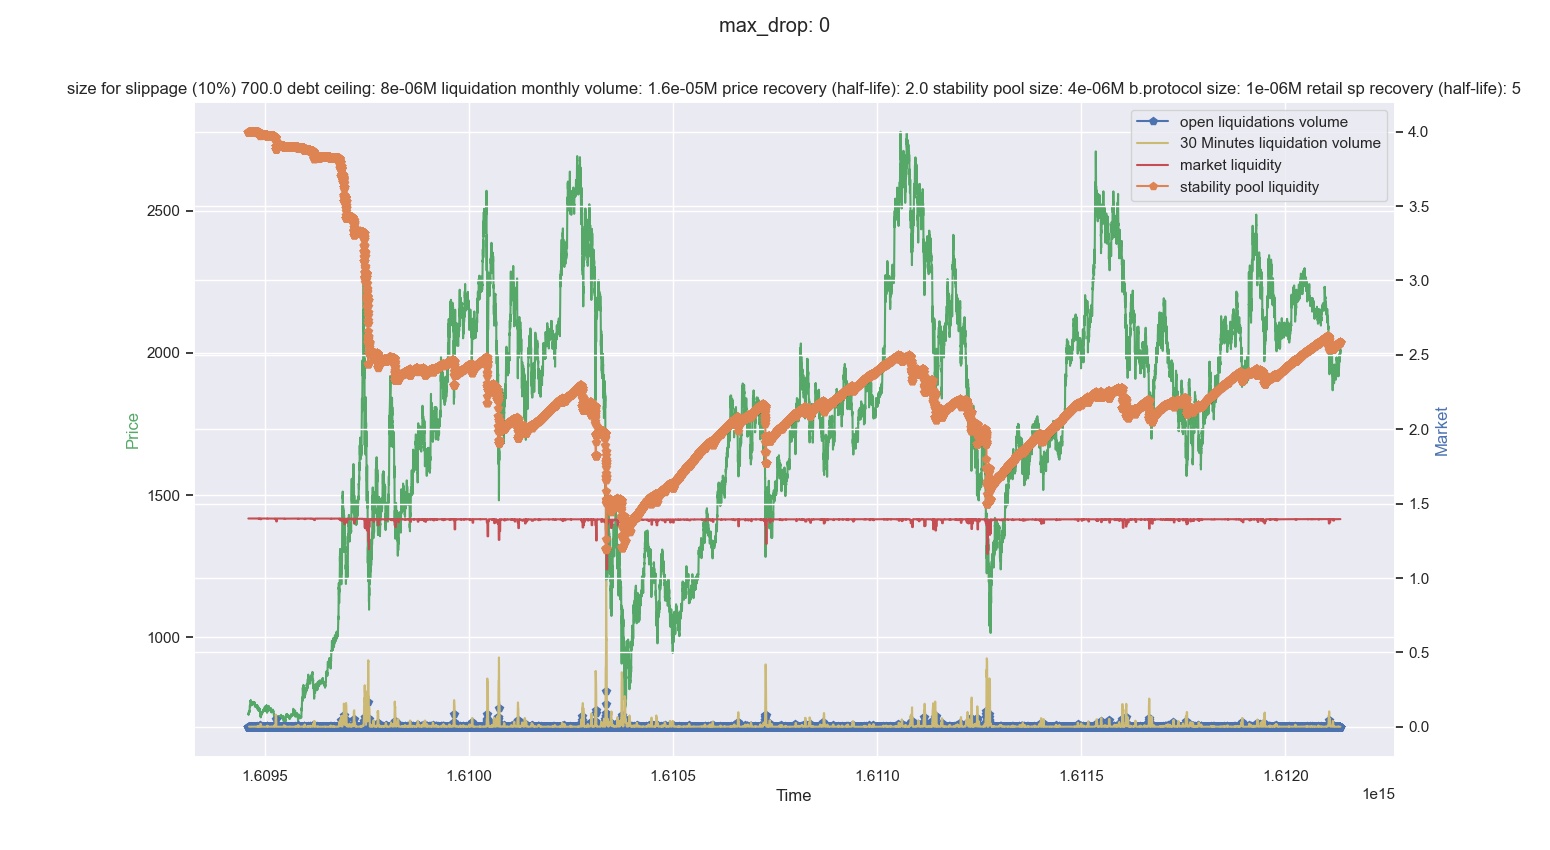 max_drop: 0
size for slippage (10%) 700.0 debt ceiling: 8e-06M liquidation monthly volume: 1.6e-05M price recovery (half-life): 2.0 stability pool size: 4e-06M b.protocol size: 1e-06M retail sp recovery (half-life): 5
open liquidations volume
30 Minutes liquidation volume
market liquidity
stability pool liquidity
2500
2000
1500
1000
Price
4.0
3.5
3.0
2.5
2.0
1.5
1.0
0.5
0.0
Market
1.6095 1.6100 1.6105 1.6110 1.6115 1.6120
Time
1e15